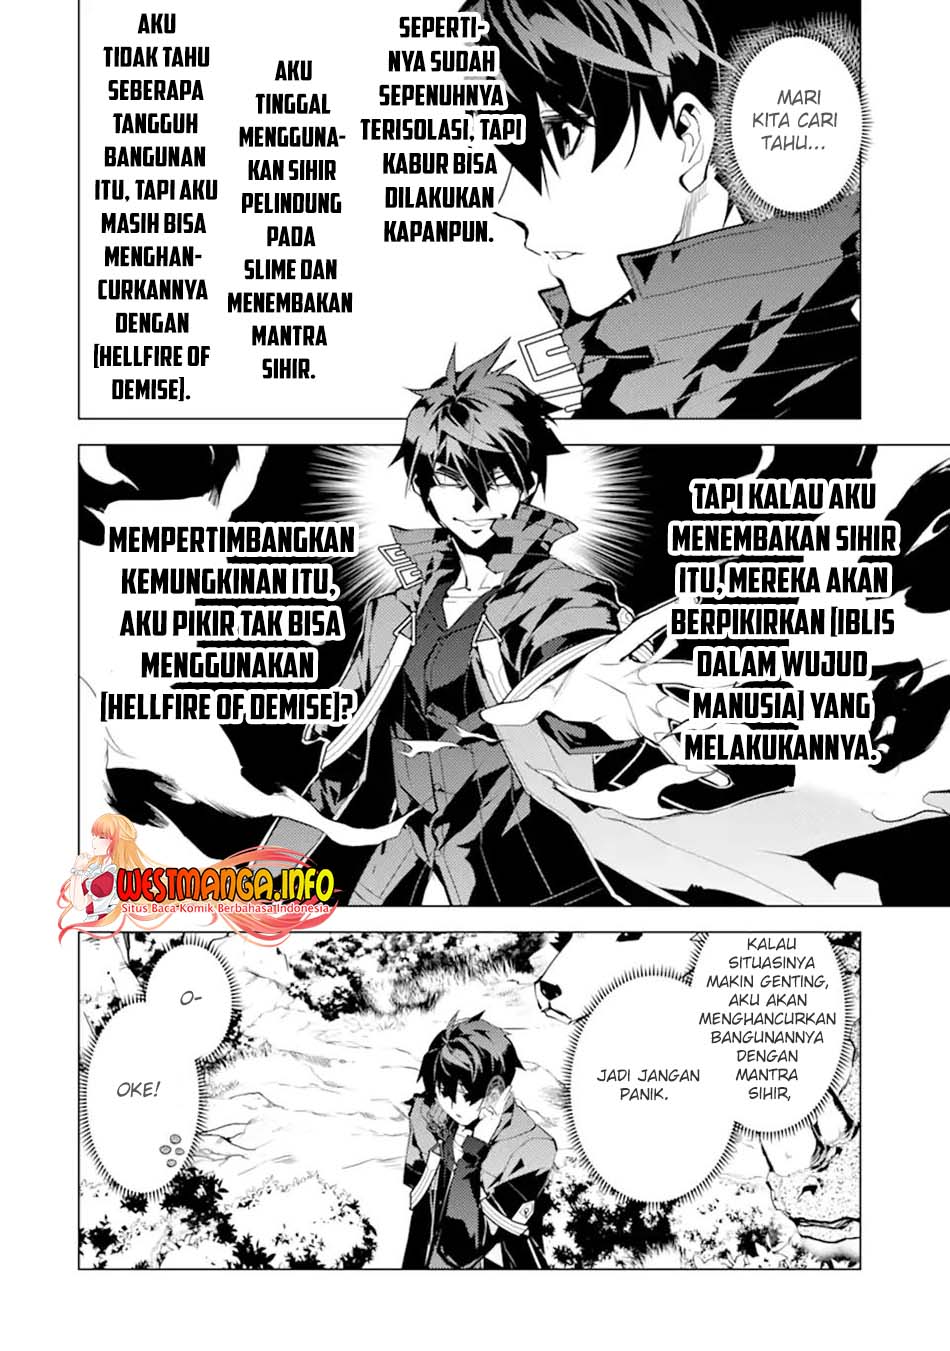 MARI
KITA CARI
TAHU...
SEPERTI-
NYA SUDAH
SEPENUHNYA
TERISOLASI, TAPI
KABUR BISA
DILAKUKAN
KAPANPUN.
AKU
TINGGAL
MENGGUNA-
KAN SIHIR
PELINDUNG
PADA
SLIME DAN
MENEMBAKAN
MANTRA
SIHIR.
AKU
TIDAK TAHU
SEBERAPA
TANGGUH
BANGUNAN
ITU, TAPI AKU
MASIH BISA
MENGHAN-
CURKANNYA
DENGAN
[HELLFIRE OF
DEMISE].
TAPI KALAU AKU
MENEMBAKAN SIHIR
ITU, MEREKA AKAN
BERPIKIRKAN [IBLIS
DALAM WUJUD
MANUSIA] YANG
MELAKUKANNYA.
MEMPERTIMBANGKAN
KEMUNGKINAN ITU,
AKU PIKIR TAK BISA
MENGGUNAKAN
[HELLFIRE OF DEMISE]?
WESTMANGA.INFO
SITUS BACA KOMIK BERBAHASA INDONESIA
KALAU
SITUASINYA
MAKIN GENTING,
AKU AKAN
MENGHANCURKAN
BANGUNANNYA
DENGAN
MANTRA
SIHIR,
JADI JANGAN
PANIK.
O-
OKE!